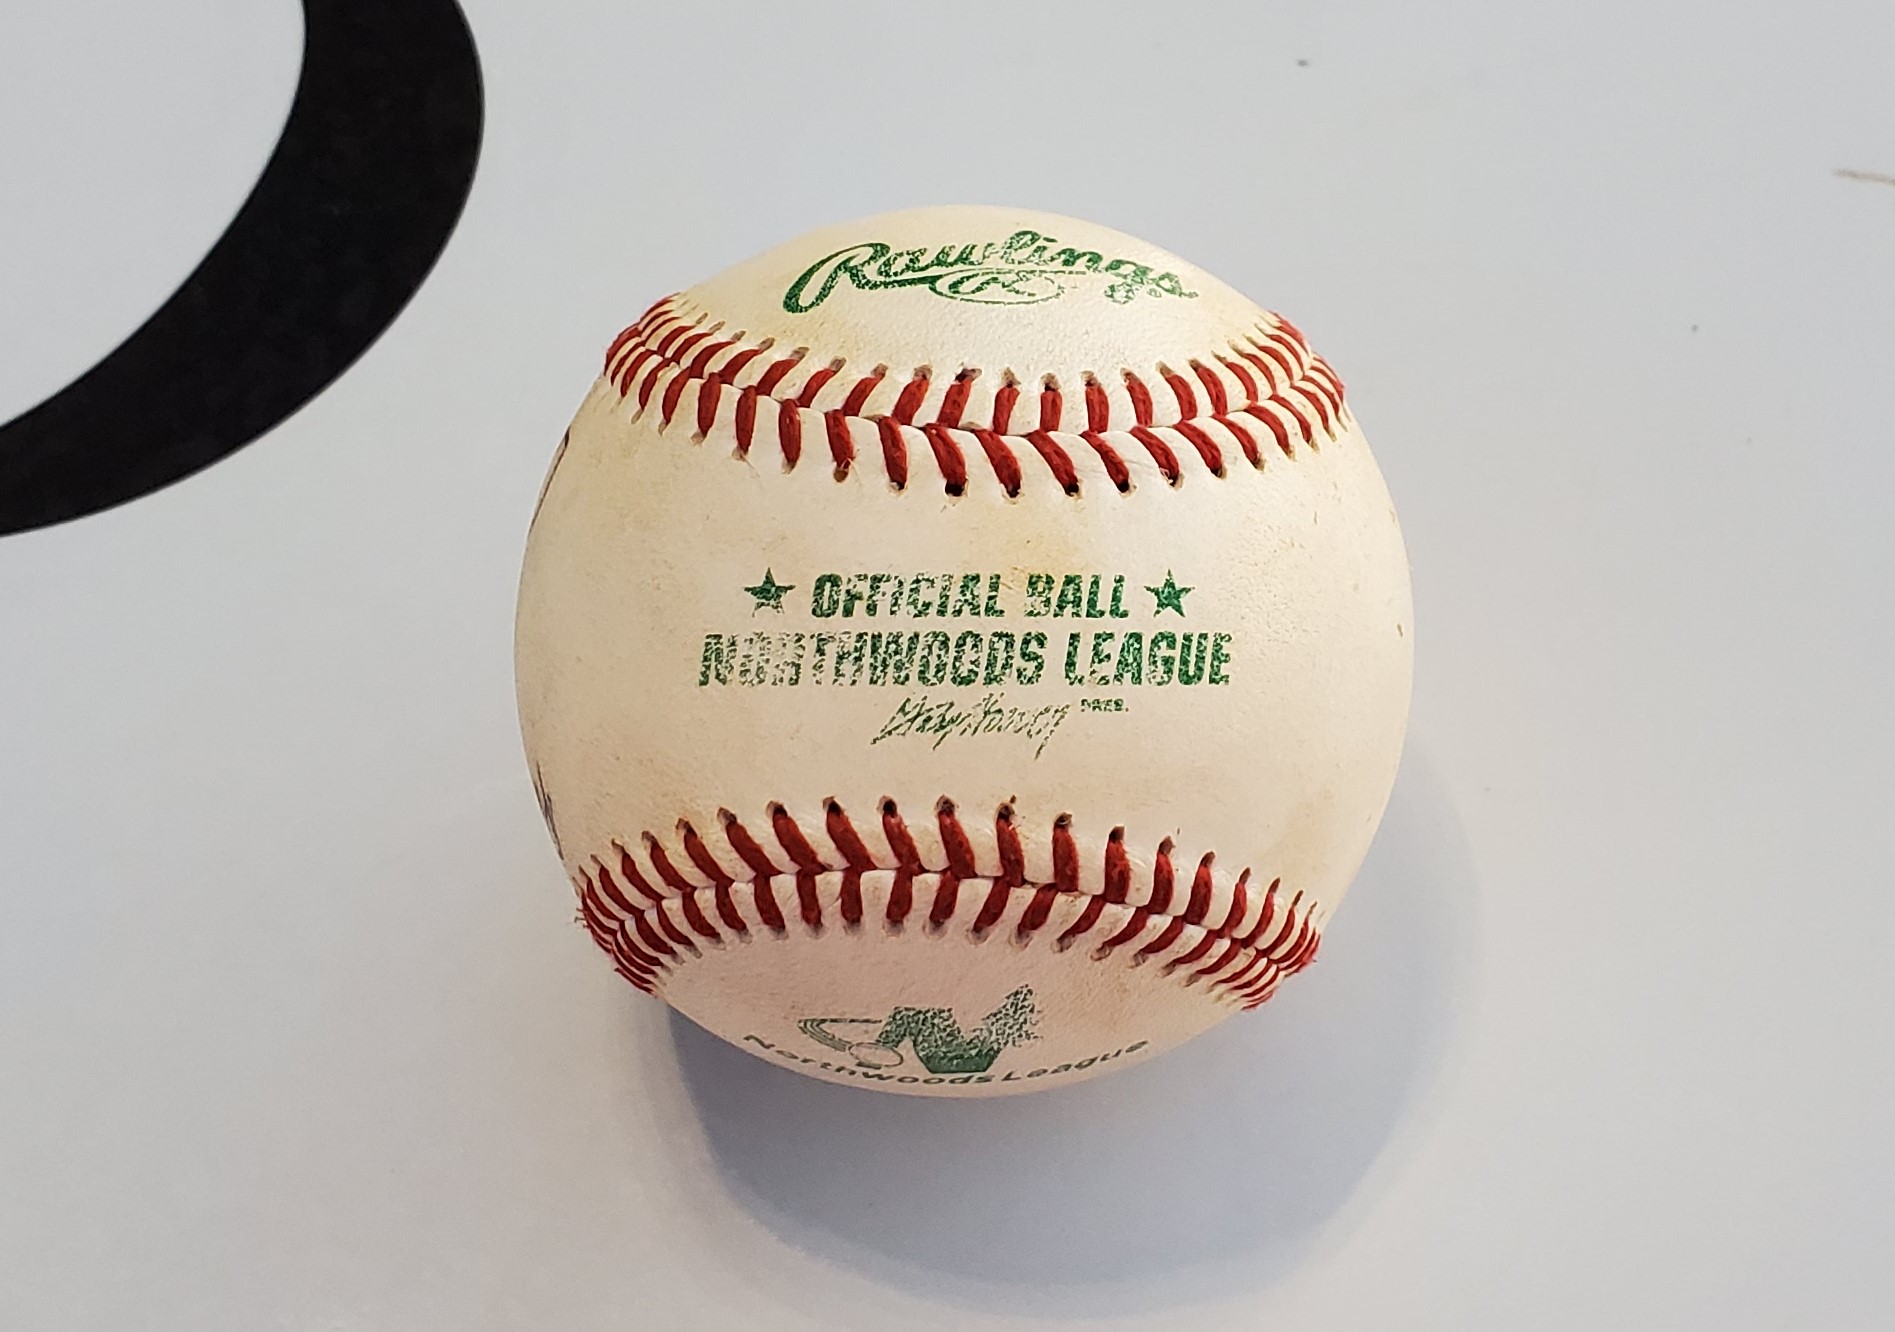 Rawlings
★ OFFICIAL BALL ★
NORTHWOODS LEAGUE
PRES.
Northwoods League